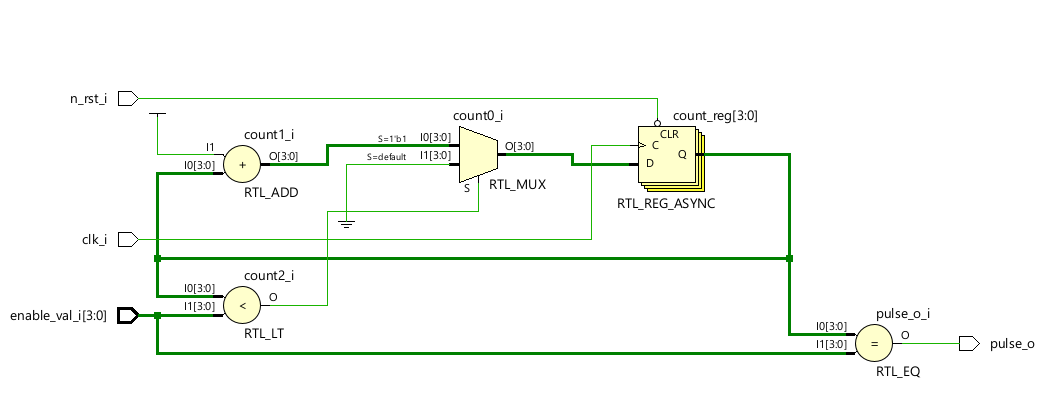 n_rst_i
count1_i
I1
I0[3:0]
O[3:0]
+
RTL_ADD
count0_i
S=1'b1
I0[3:0]
S=default
I1[3:0]
O[3:0]
S
RTL_MUX
count_reg[3:0]
CLR
C
D
Q
RTL_REG_ASYNC
clk_i
count2_i
I0[3:0]
I1[3:0]
O
<
RTL_LT
enable_val_i[3:0]
pulse_o_i
I0[3:0]
I1[3:0]
O
=
RTL_EQ
pulse_o